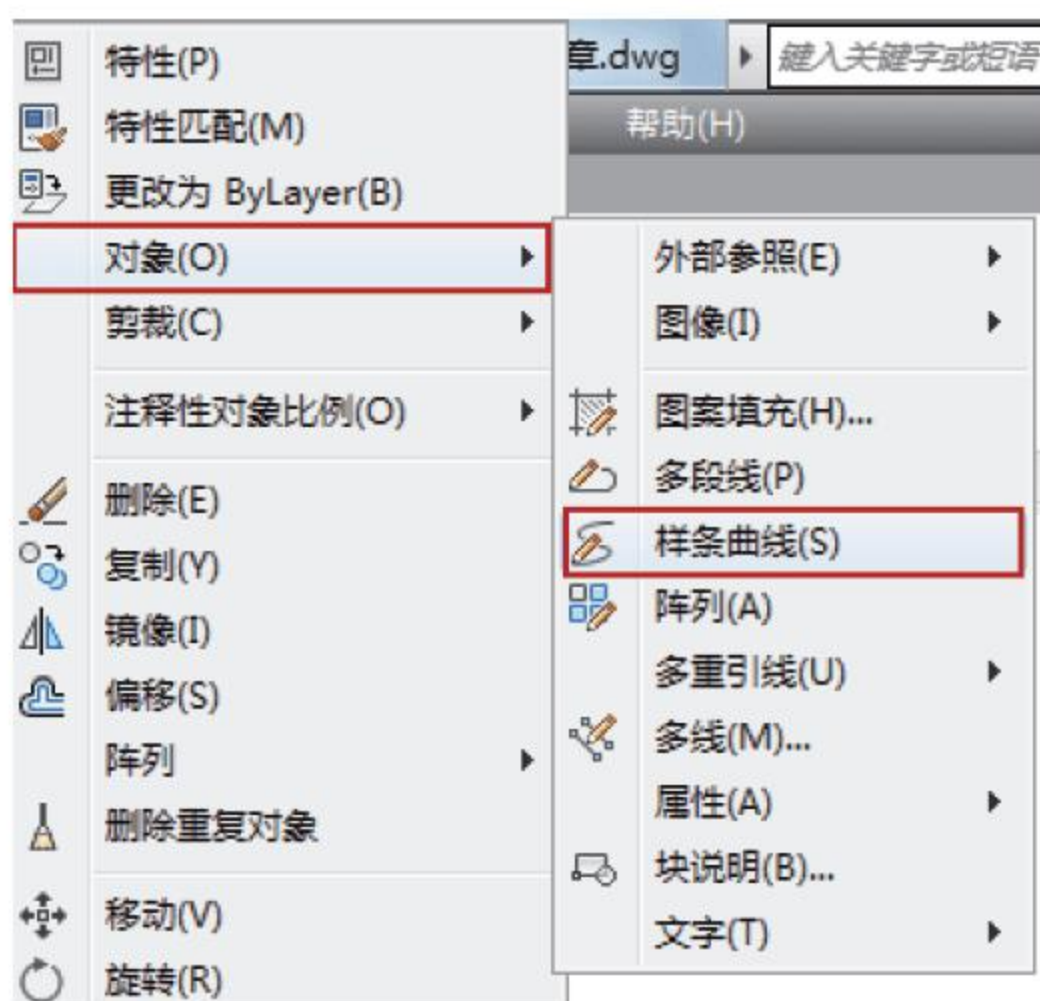 特性(P)
特性匹配(M)
更改为 ByLayer(B)
对象(O)
剪裁(C)
注释性对象比例(O)
删除(E)
复制(Y)
镜像(I)
偏移(S)
阵列
删除重复对象
移动(V)
旋转(R)
章.dwg
鍵入关鍵字或短语
帮助(H)
外部参照(E)
图像(I)
图案填充(H)...
多段线(P)
样条曲线(S)
阵列(A)
多重引线(U)
多线(M)...
属性(A)
块说明(B)...
文字(T)